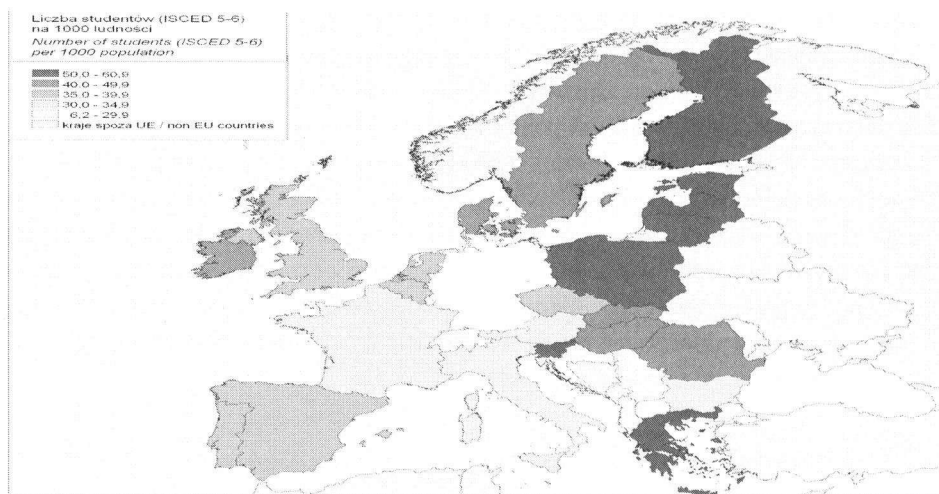 Liczba studentów (ISCED 5-6)
na 1000 ludności
Number of students (ISCED 5-6)
per 1000 population
50,0 - 60,9
40,0 - 49,9
35,0 - 39,9
30,0 - 34,9
6,2 - 29,9
kraje spoza UE / non EU countries